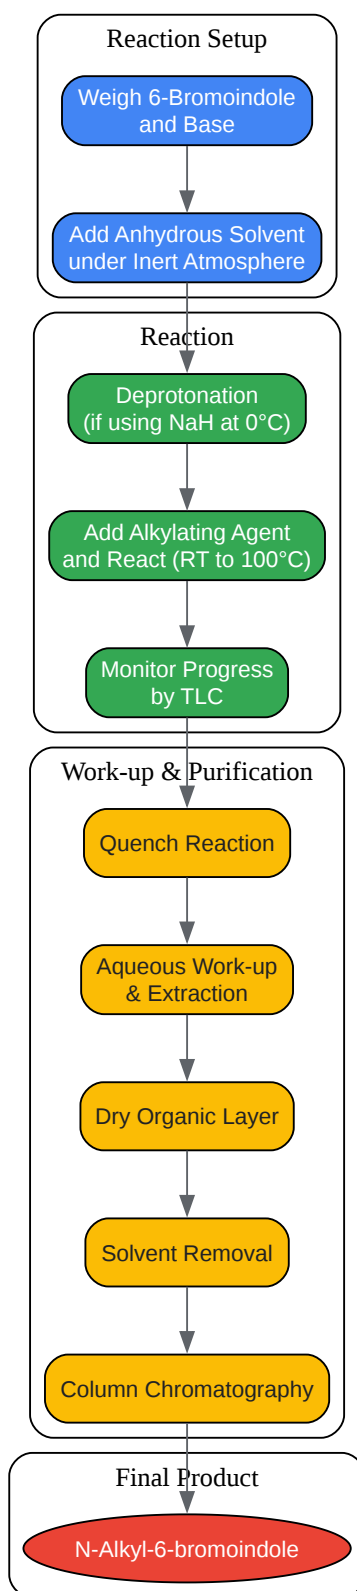 Reaction Setup
Weigh 6-Bromoindole
and Base
Add Anhydrous Solvent
under Inert Atmosphere
Reaction
Deprotonation
(if using NaH at 0°C)
Add Alkylating Agent
and React (RT to 100°C)
Monitor Progress
by TLC
Work-up & Purification
Quench Reaction
Aqueous Work-up
& Extraction
Dry Organic Layer
Solvent Removal
Column Chromatography
Final Product
N-Alkyl-6-bromoindole